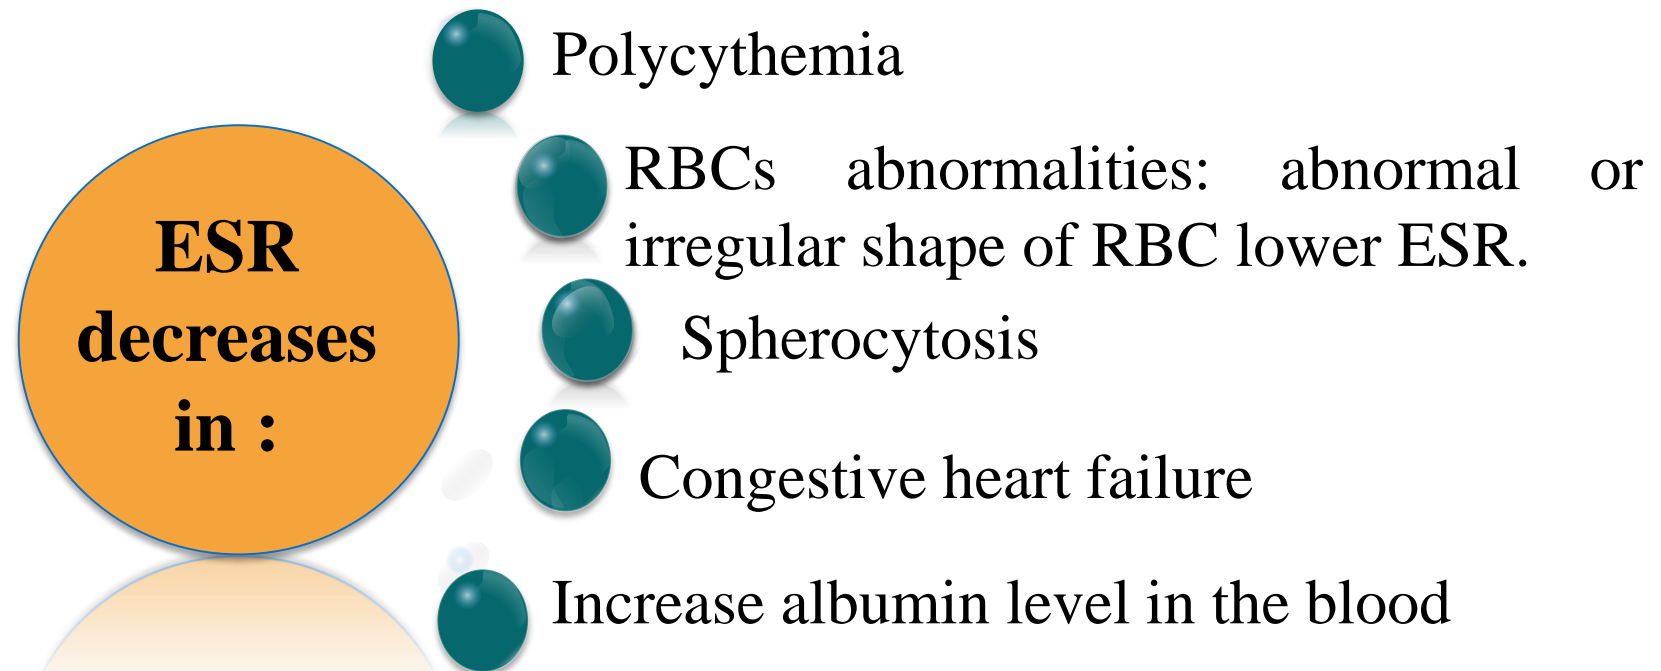 ESR
decreases
in :
Polycythemia
RBCs abnormalities: abnormal or
irregular shape of RBC lower ESR.
Spherocytosis
Congestive heart failure
Increase albumin level in the blood